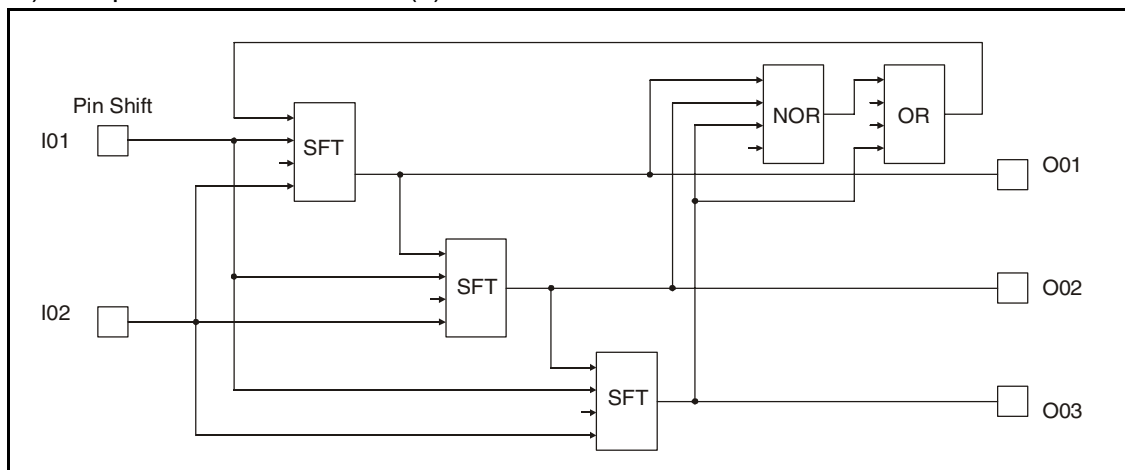 Pin Shift
I01
SFT
NOR
OR
O01
SFT
I02
O02
SFT
O03